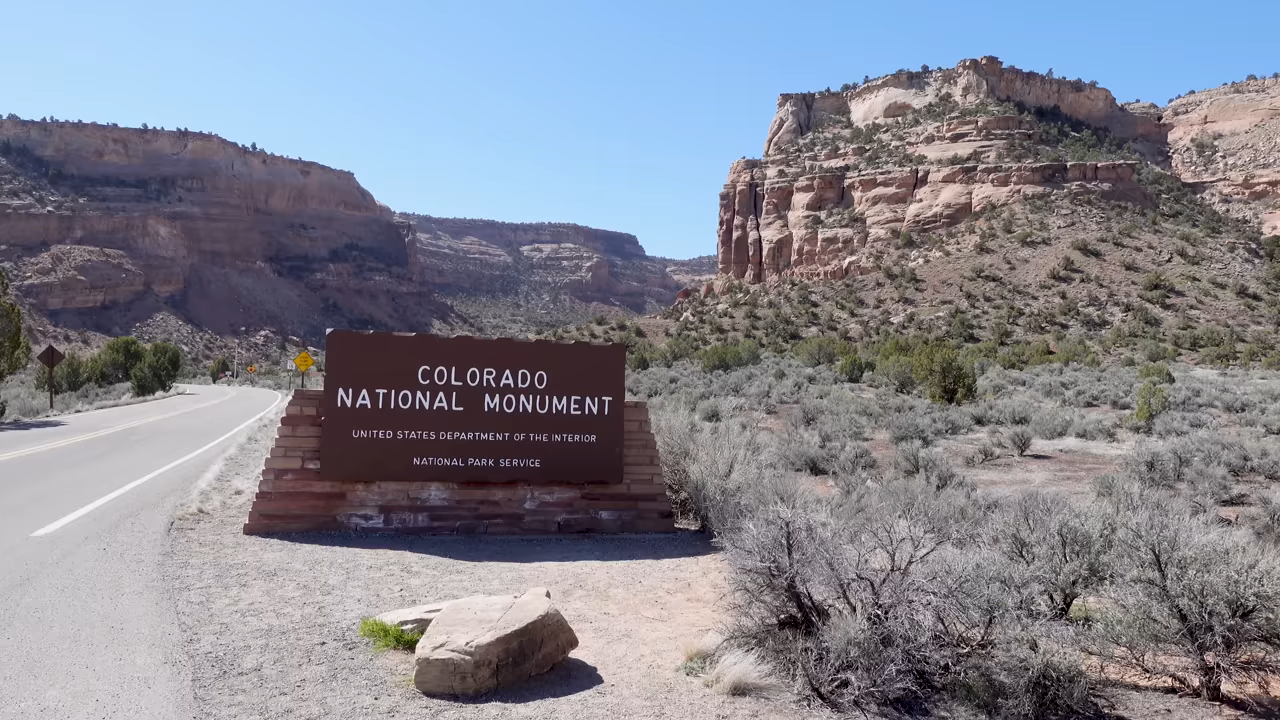 COLORADO
NATIONAL MONUMENT
UNITED STATES DEPARTMENT OF THE INTERIOR
NATIONAL PARK SERVICE